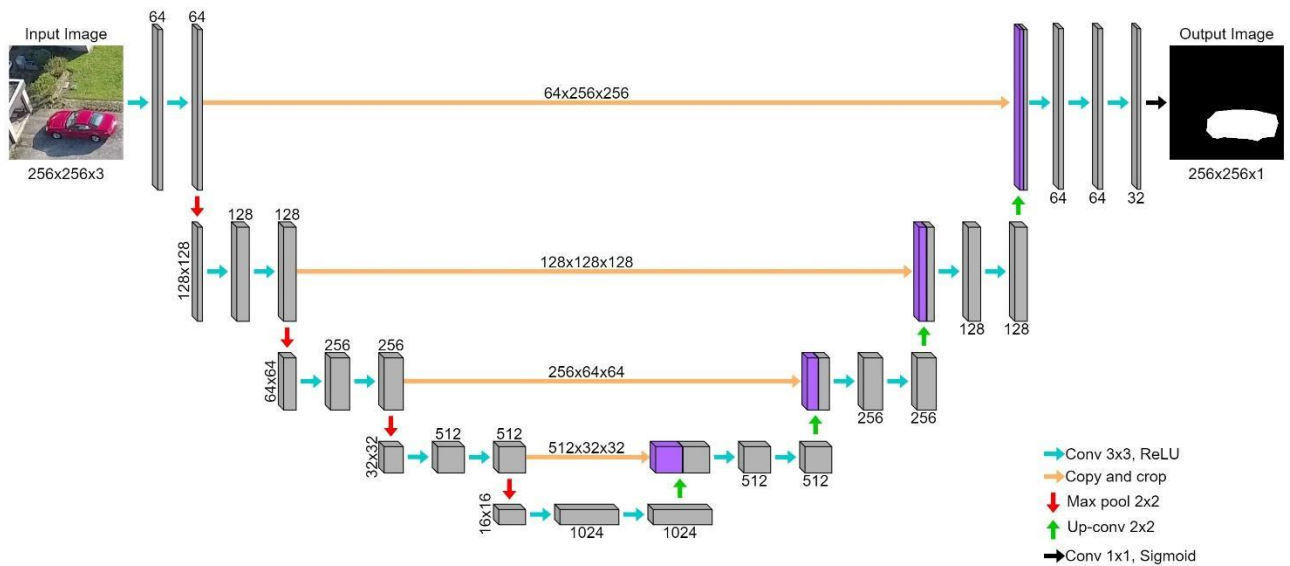 Input Image
64
64
64x256x256
Output Image
256x256x3
256x256x1
64
64
32
128x128
128
128
128x128x128
128
128
64x64
256
256
256x64x64
256
256
32x32
512
512
512x32x32
512
512
16x16
1024
1024
Conv 3x3, ReLU
Copy and crop
Max pool 2x2
Up-conv 2x2
Conv 1x1, Sigmoid